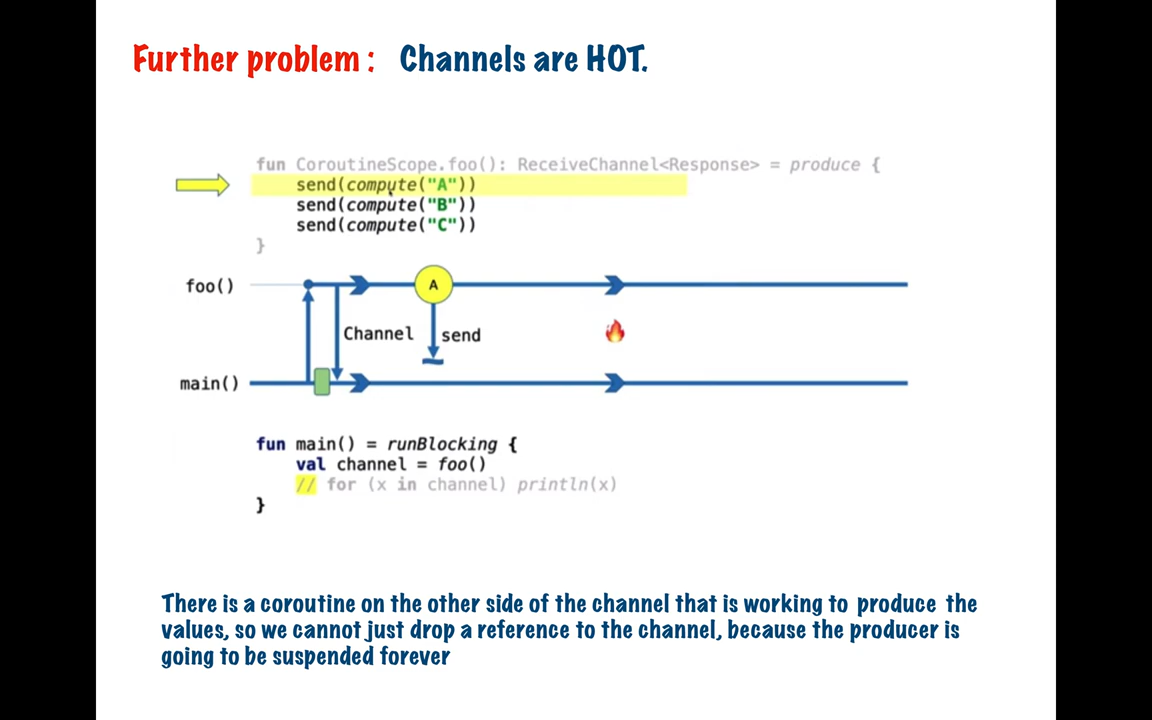 Further problem : Channels are HOT.
fun CoroutineScope.foo(): ReceiveChannel<Response> = produce {
send(compute("A"))
send(compute("B"))
send(compute("C"))
}
foo()
A
Channel
send
main()
fun main() = runBlocking {
val channel = foo()
// for (x in channel) println(x)
}
There is a coroutine on the other side of the channel that is working to produce the
values, so we cannot just drop a reference to the channel, because the producer is
going to be suspended forever